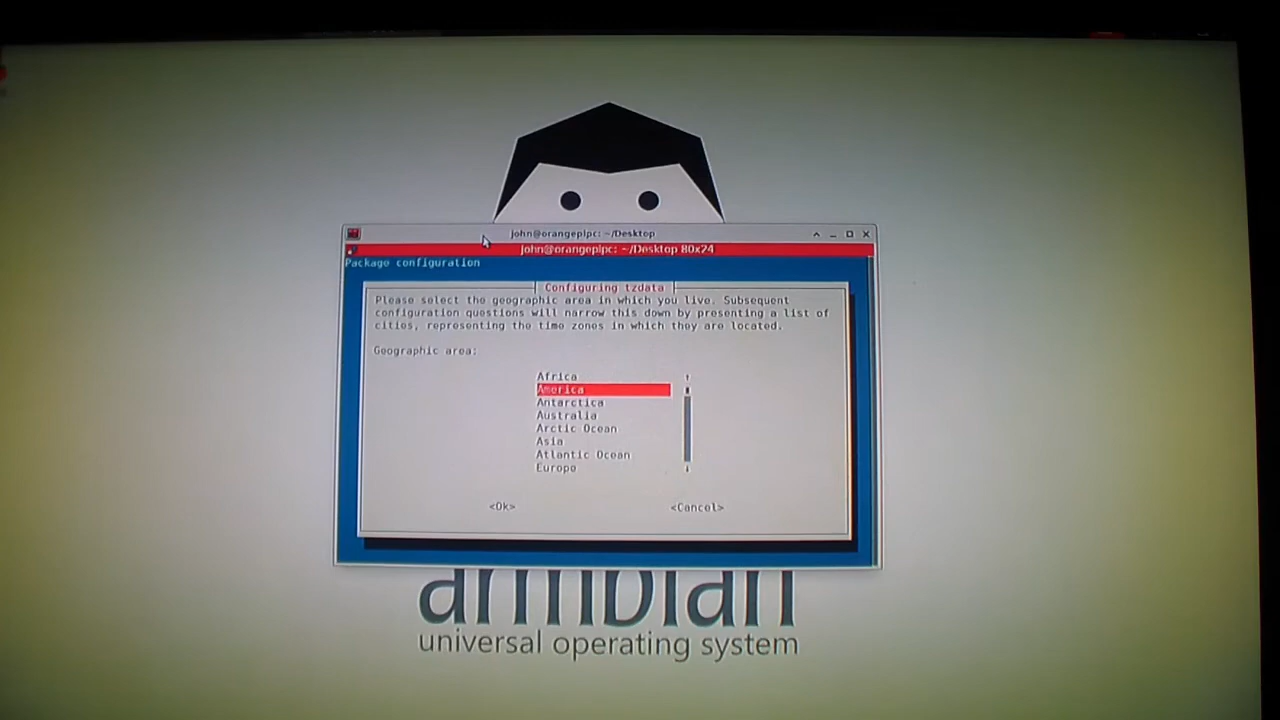 john@orangepipc: ~/Desktop
john@orangepipc: ~/Desktop 80x24
Package configuration
Configuring tzdata
Please select the geographic area in which you live. Subsequent
configuration questions will narrow this down by presenting a list of
cities, representing the time zones in which they are located.
Geographic area:
Africa
America
Antarctica
Australia
Arctic Ocean
Asia
Atlantic Ocean
Europe
<Ok> <Cancel>
armbian
universal operating system